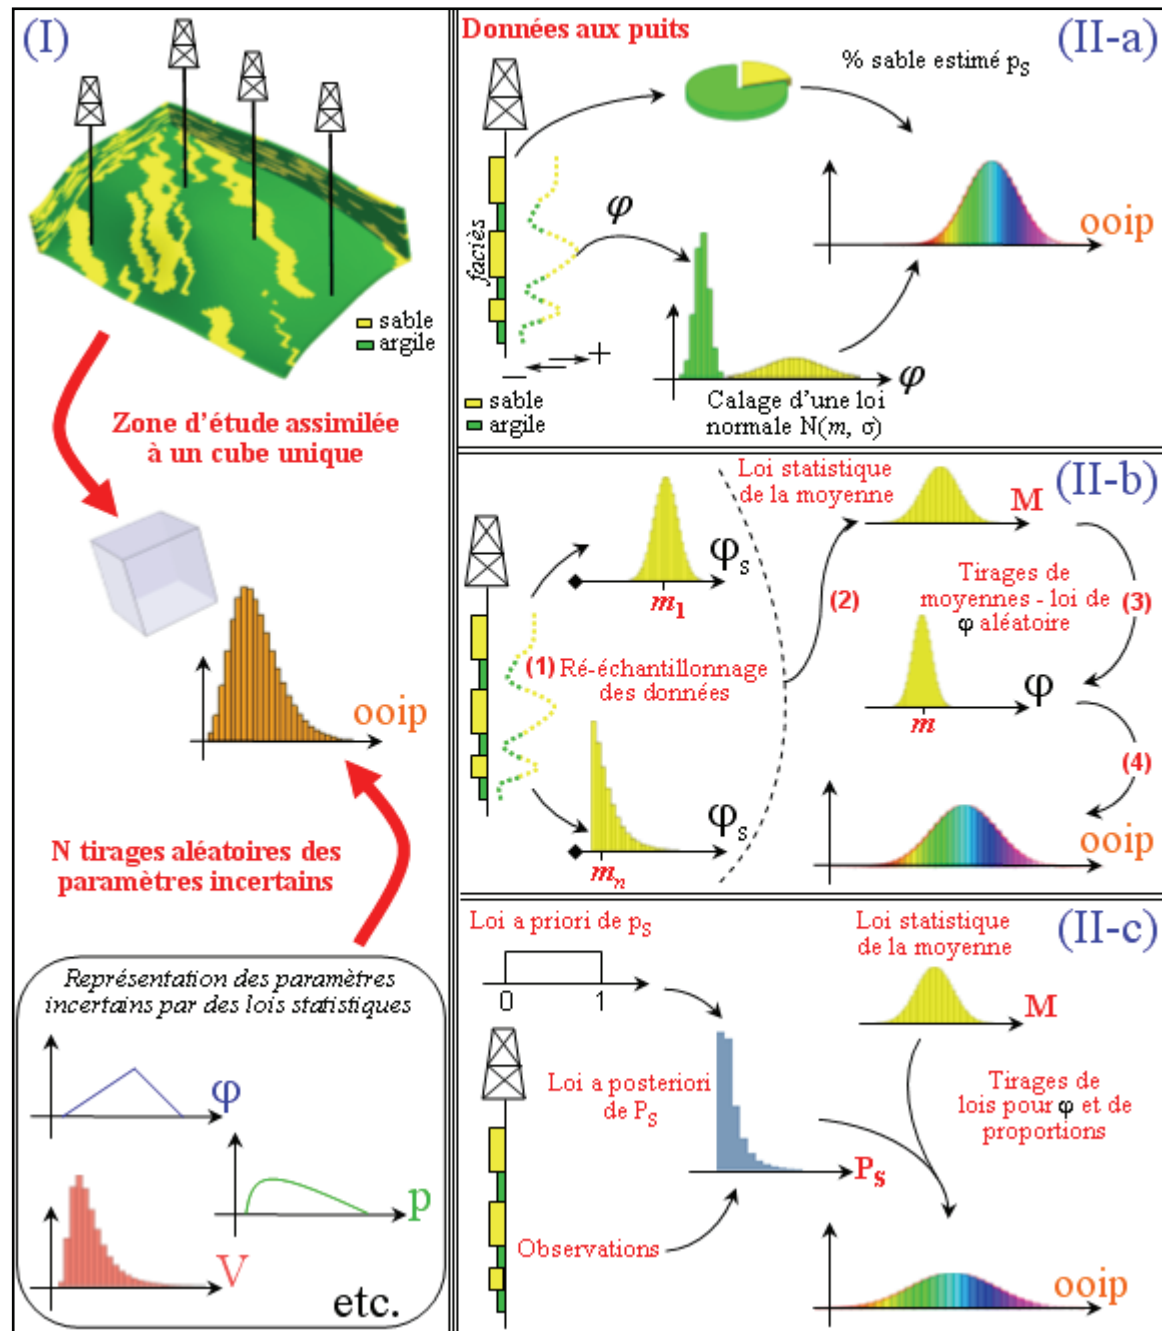 (I)
sable
argile
Zone d'étude assimilée
à un cube unique
ooip
N tirages aléatoires des
paramètres incertains
Représentation des paramètres
incertains par des lois statistiques
φ
p
V
etc.
Données aux puits
(II-a)
% sable estimé pS
faciès
φ
ooip
− +
φ
sable
argile
Calage d'une loi
normale N(m, σ)
(II-b)
Loi statistique
de la moyenne
M
φs
m1
(2)
Tirages de
moyennes - loi de
φ aléatoire
(3)
(1) Ré-échantillonnage
des données
φ
m
(4)
φs
mn
ooip
(II-c)
Loi a priori de pS
0 1
Loi statistique
de la moyenne
M
Loi a posteriori
de PS
Tirages de
lois pour φ et de
proportions
Ps
Observations
ooip